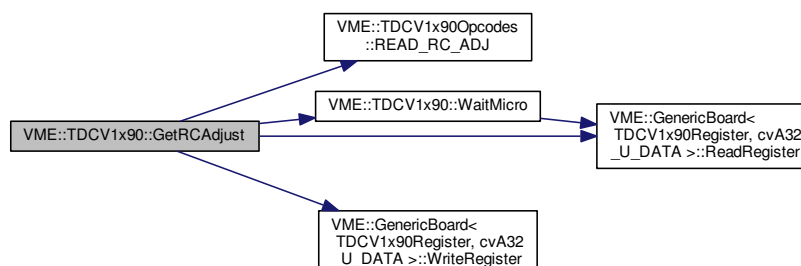 VME::TDCV1x90Opcodes
::READ_RC_ADJ
VME::TDCV1x90::GetRCAdjust
VME::TDCV1x90::WaitMicro
VME::GenericBoard<
TDCV1x90Register, cvA32
_U_DATA >::ReadRegister
VME::GenericBoard<
TDCV1x90Register, cvA32
_U_DATA >::WriteRegister